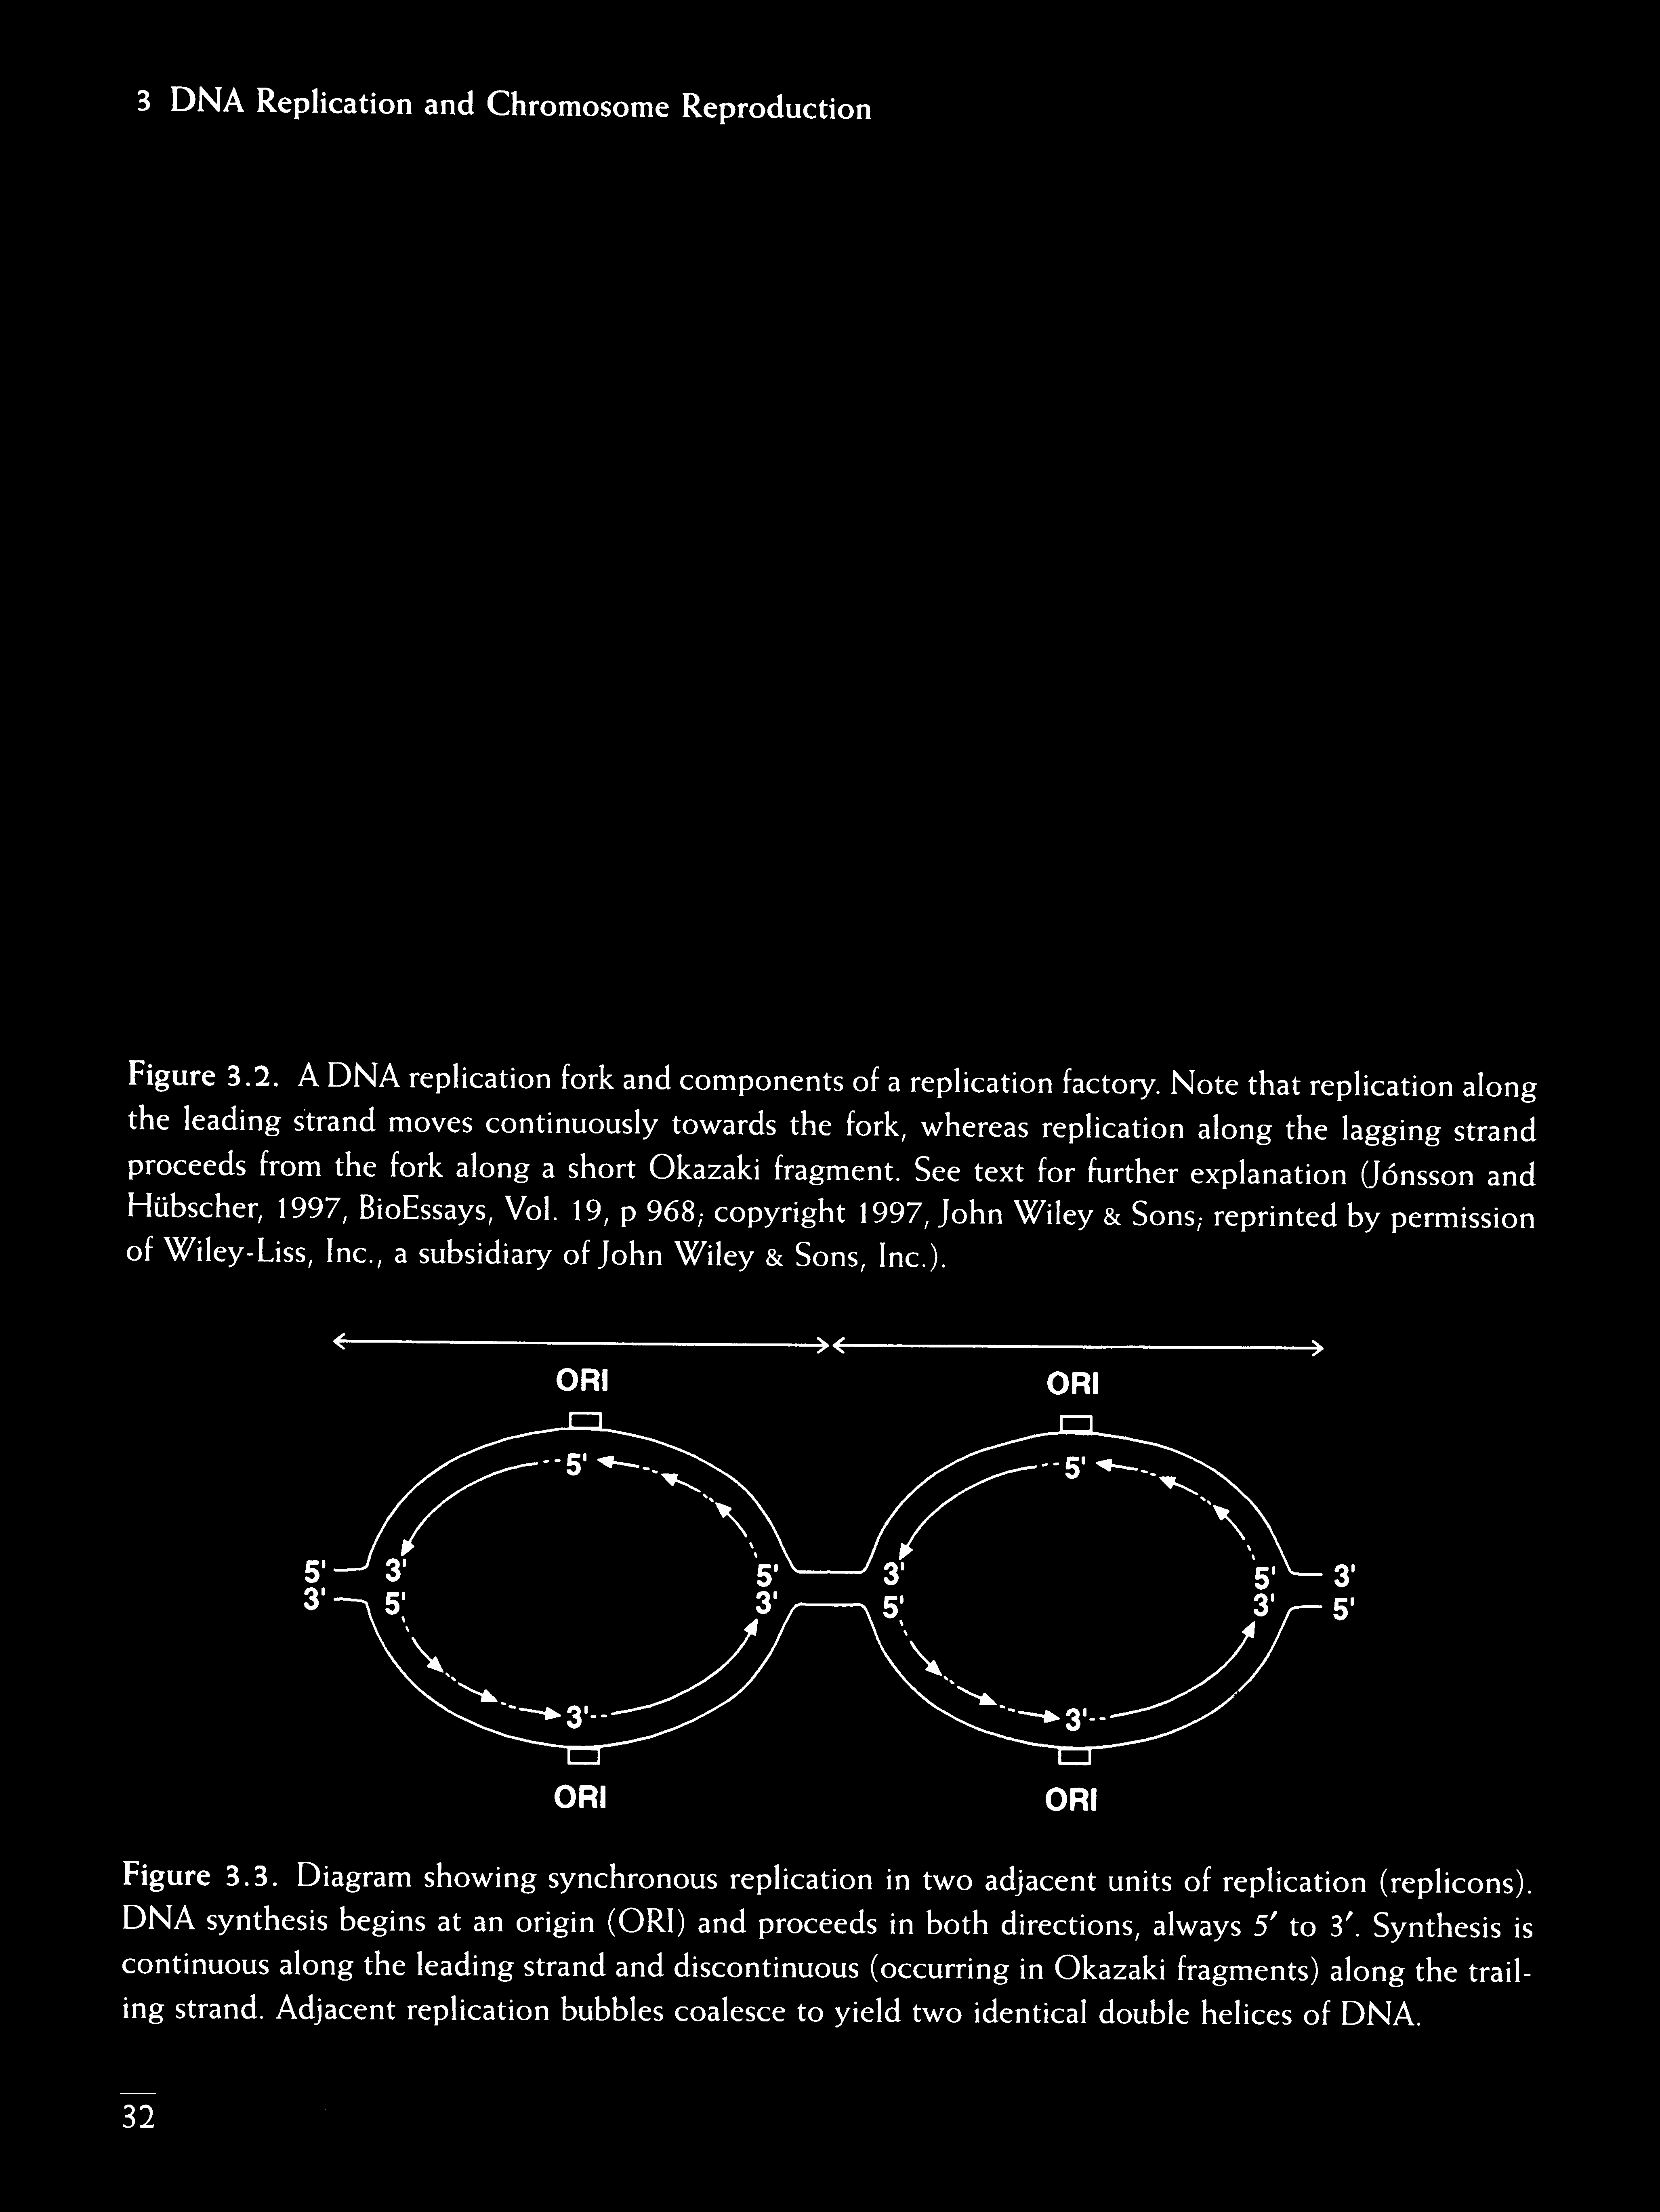 3 DNA Replication and Chromosome Reproduction
Figure 3.2. A DNA replication fork and components of a replication factory. Note that replication along
the leading strand moves continuously towards the fork, whereas replication along the lagging strand
proceeds from the fork along a short Okazaki fragment. See text for further explanation (Jónsson and
Hübscher, 1997, BioEssays, Vol. 19, p 968; copyright 1997, John Wiley & Sons; reprinted by permission
of Wiley-Liss, Inc., a subsidiary of John Wiley & Sons, Inc.).
ORI ORI
5' 5'
5' 3' 5' 3' 5' 3'
3' 5' 3' 5' 3' 5'
3' 3'
ORI ORI
Figure 3.3. Diagram showing synchronous replication in two adjacent units of replication (replicons).
DNA synthesis begins at an origin (ORI) and proceeds in both directions, always 5′ to 3′. Synthesis is
continuous along the leading strand and discontinuous (occurring in Okazaki fragments) along the trail-
ing strand. Adjacent replication bubbles coalesce to yield two identical double helices of DNA.
32